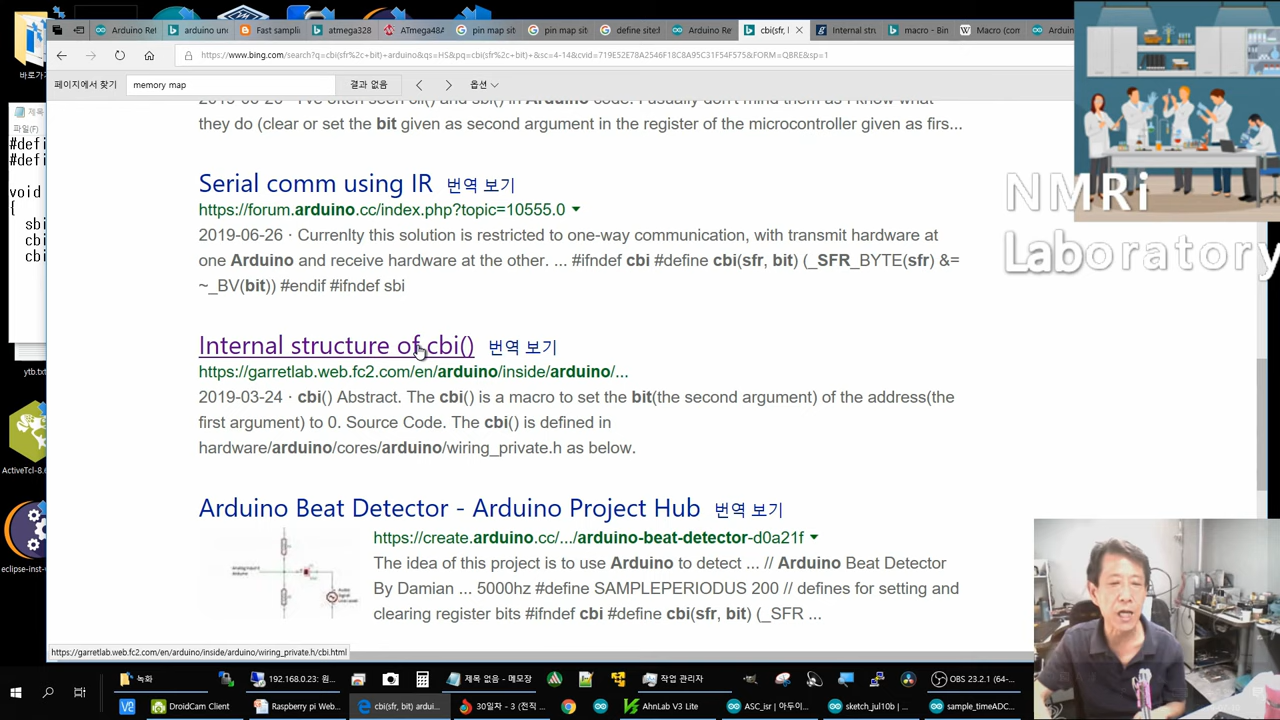 Arduino Ref
arduino uno
Fast samplin
atmega328
ATmega48A
pin map site
pin map site
define sited
Arduino Ref
cbi(sfr, b
Internal stru
macro - Bin
Macro (com
Arduin
https://www.bing.com/search?q=cbi(sfr%2c+bit)+arduino&qs=HS&pq=cbi(sfr%2c+bit)+arduino+&sc=4-14&cvid=719E52E78A2546F18C8A95C31F54F575&FORM=QBRE&sp=1
페이지에서 찾기
memory map
결과 없음
옵션
바로가
they do (clear or set the bit given as second argument in the register of the microcontroller given as firs...
제목
파일(F)
#defi
#defi
void
{
sbi
cbi
cbi
ytb.txt
Serial comm using IR 번역 보기
https://forum.arduino.cc/index.php?topic=10555.0
2019-06-26 · Currenlty this solution is restricted to one-way communication, with transmit hardware at
one Arduino and receive hardware at the other. ... #ifndef cbi #define cbi(sfr, bit) (_SFR_BYTE(sfr) &=
~_BV(bit)) #endif #ifndef sbi
NMRi
Laboratory
Internal structure of cbi() 번역 보기
https://garretlab.web.fc2.com/en/arduino/inside/arduino/...
2019-03-24 · cbi() Abstract. The cbi() is a macro to set the bit(the second argument) of the address(the
first argument) to 0. Source Code. The cbi() is defined in
hardware/arduino/cores/arduino/wiring_private.h as below.
ActiveTcl-8.6
Arduino Beat Detector - Arduino Project Hub 번역 보기
https://create.arduino.cc/.../arduino-beat-detector-d0a21f
The idea of this project is to use Arduino to detect ... // Arduino Beat Detector
By Damian ... 5000hz #define SAMPLEPERIODUS 200 // defines for setting and
clearing register bits #ifndef cbi #define cbi(sfr, bit) (_SFR ...
eclipse-inst-
https://garretlab.web.fc2.com/en/arduino/inside/arduino/wiring_private.h/cbi.html
녹화
192.168.0.23: 원...
제목 없음 - 메모장
작업 관리자
OBS 23.2.1 (64-...
DroidCam Client
Raspberry pi Web...
cbi(sfr, bit) ardui...
30일차 - 3 (전직 ...
AhnLab V3 Lite
ASC_isr | 아두이...
sketch_jul10b | ...
sample_timeADC...